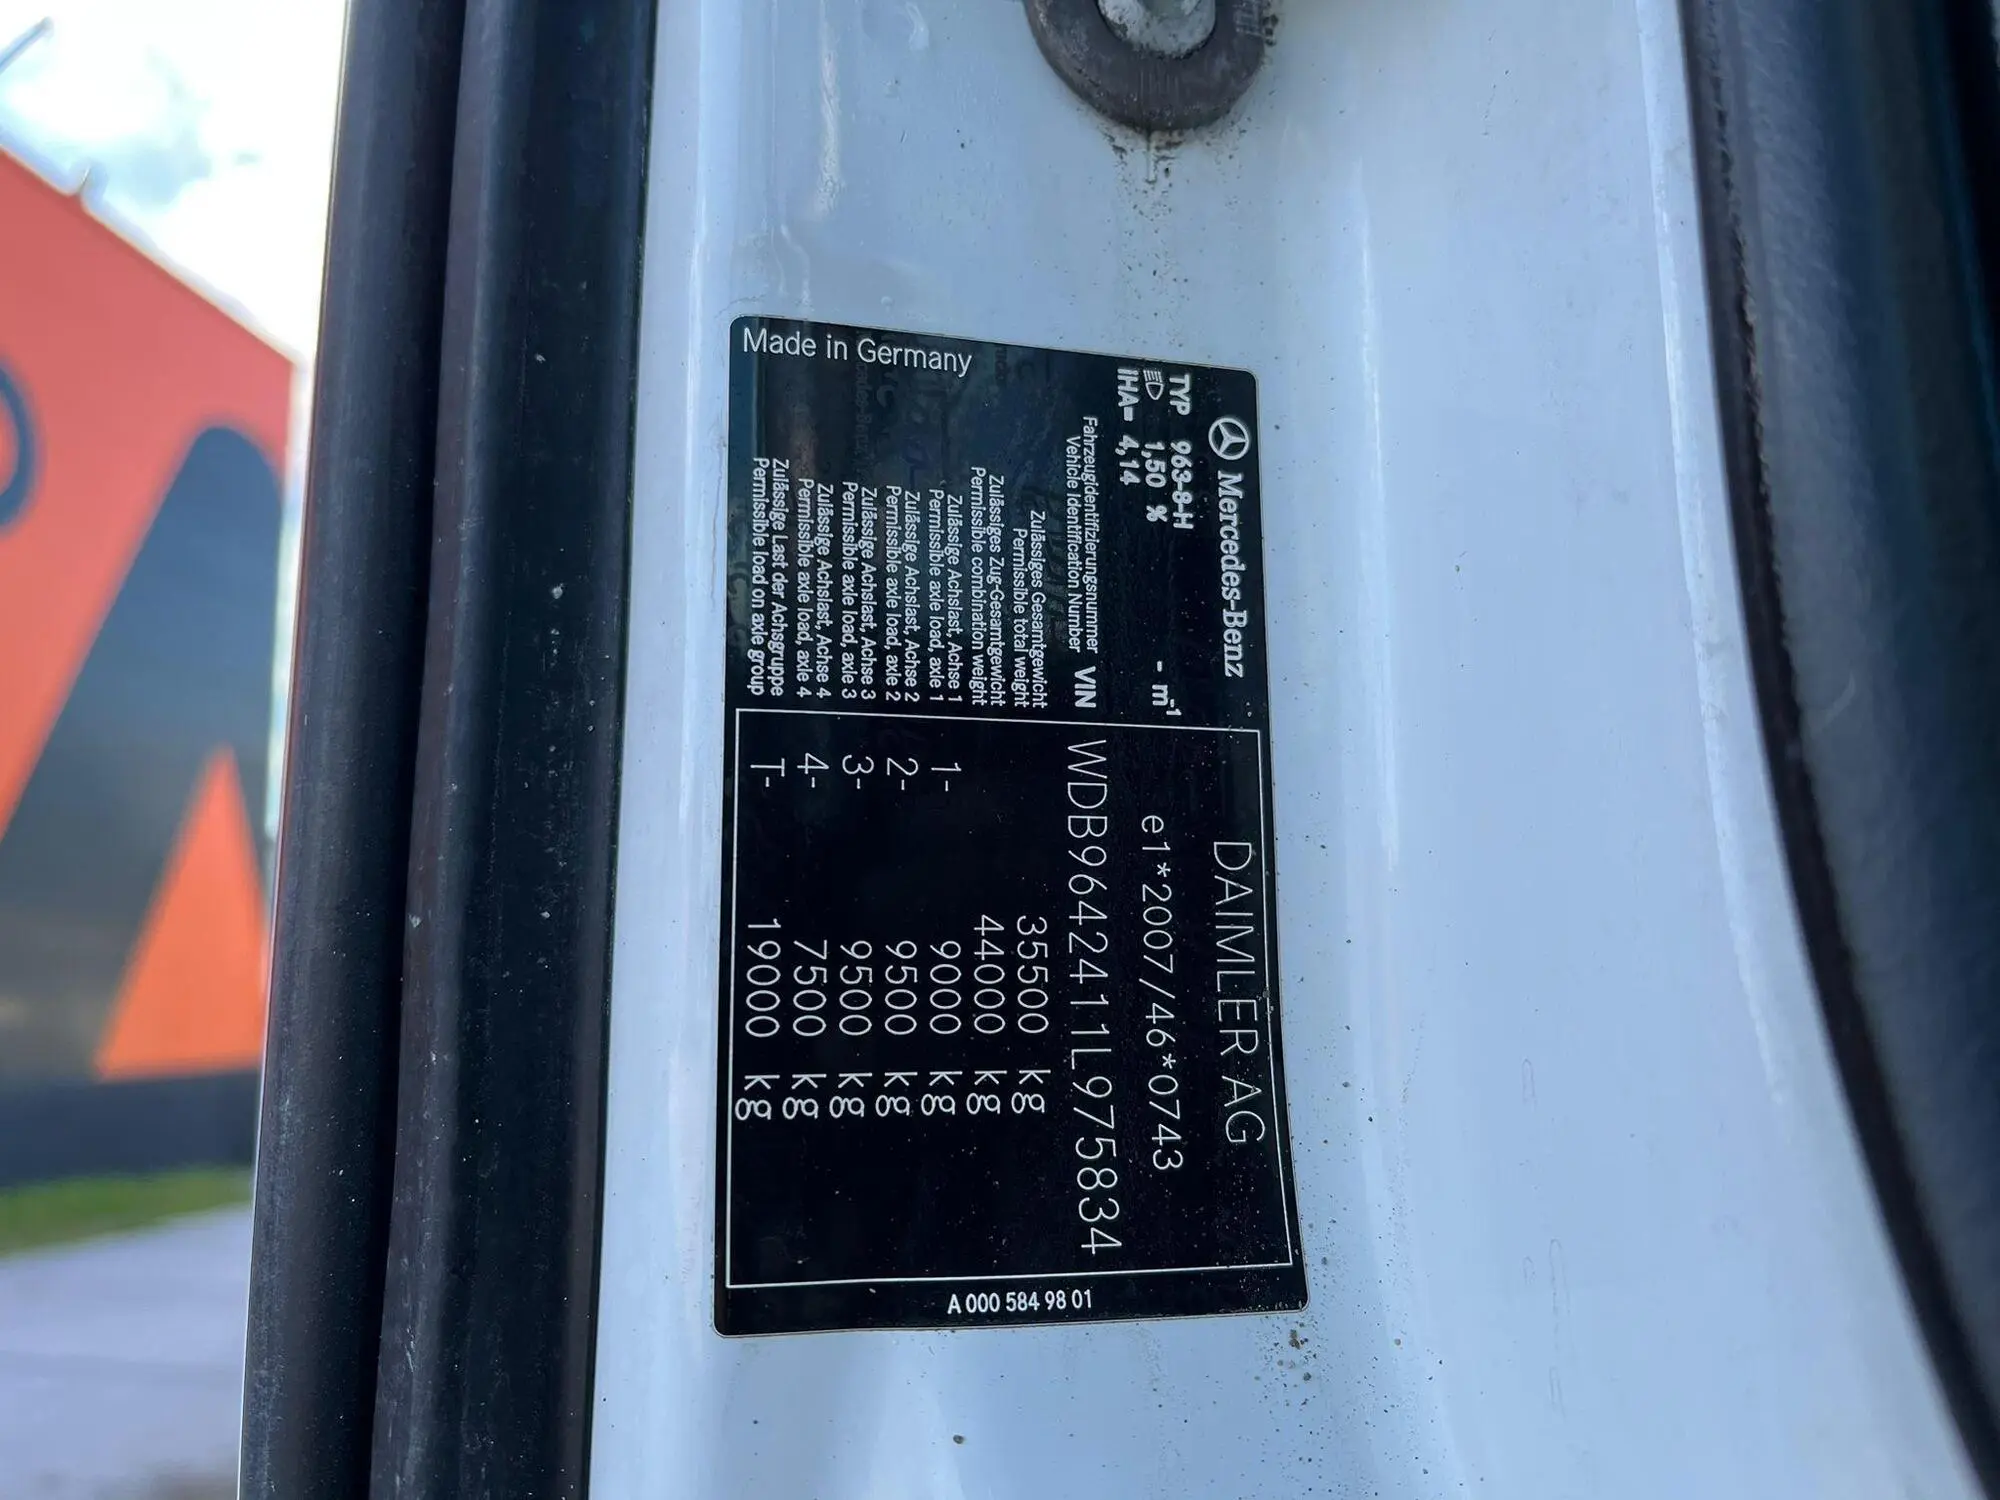 Mercedes-Benz DAIMLER AG
TYP 963-8-H
1,50 % - m-1 e1*2007/46*0743
iHA= 4,14
Fahrzeugidentifizierungsnummer
Vehicle Identification Number VIN WDB9642411L975834
Zulässiges Gesamtgewicht
Permissible total weight 35500 kg
Zulässiges Zug-Gesamtgewicht
Permissible combination weight 44000 kg
Zulässige Achslast, Achse 1
Permissible axle load, axle 1 1- 9000 kg
Zulässige Achslast, Achse 2
Permissible axle load, axle 2 2- 9500 kg
Zulässige Achslast, Achse 3
Permissible axle load, axle 3 3- 9500 kg
Zulässige Achslast, Achse 4
Permissible axle load, axle 4 4- 7500 kg
Zulässige Last der Achsgruppe
Permissible load on axle group T- 19000 kg
Made in Germany
A 000 584 98 01